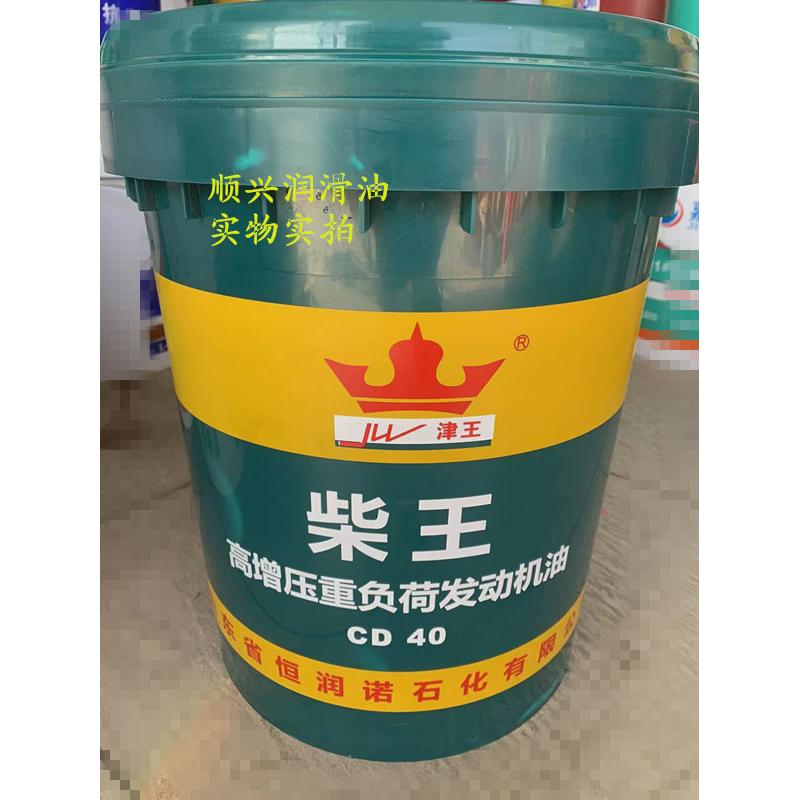 顺兴润滑油
实物实拍
®
JW 津王
柴王
高增压重负荷发动机油
CD 40
东省恒润诺石化有限公